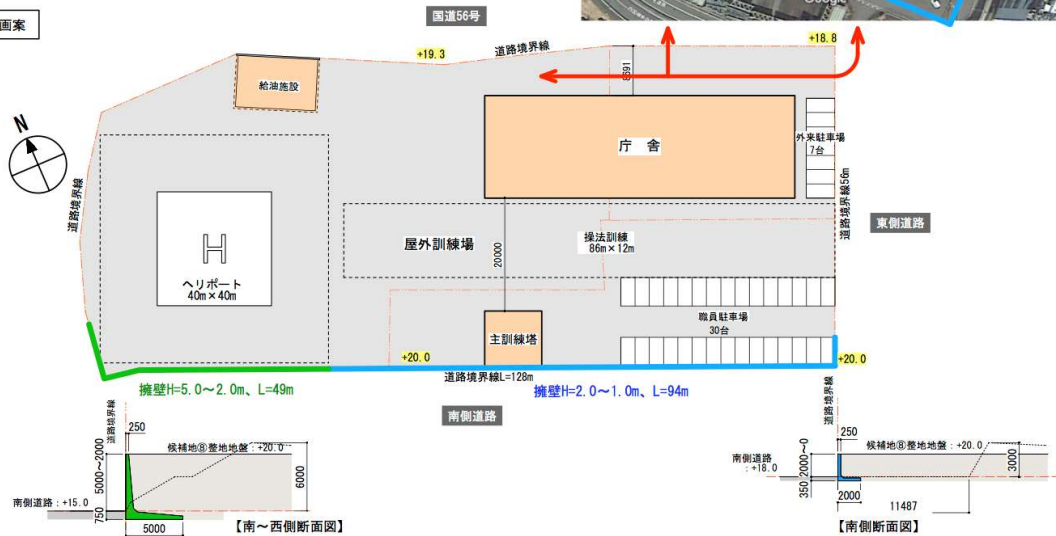 画案
国道56号
Google
+19.3
道路境界線
+18.8
給油施設
8691
N
庁 舎
外来駐車場
7台
道路境界線
道路境界線56m
東側道路
H
ヘリポート
40m×40m
屋外訓練場
操法訓練
86m×12m
20000
職員駐車場
30台
主訓練塔
+20.0
+20.0
道路境界線L=128m
擁壁H=5.0~2.0m、L=49m
擁壁H=2.0~1.0m、L=94m
南側道路
道路境界線
250
候補地⑧整地地盤:+20.0
5000~2000
6000
南側道路:+15.0
750
5000
【南~西側断面図】
道路境界線
250
候補地⑧整地地盤:+20.0
南側道路
:+18.0
2000~0
3000
350
2000
11487
【南側断面図】